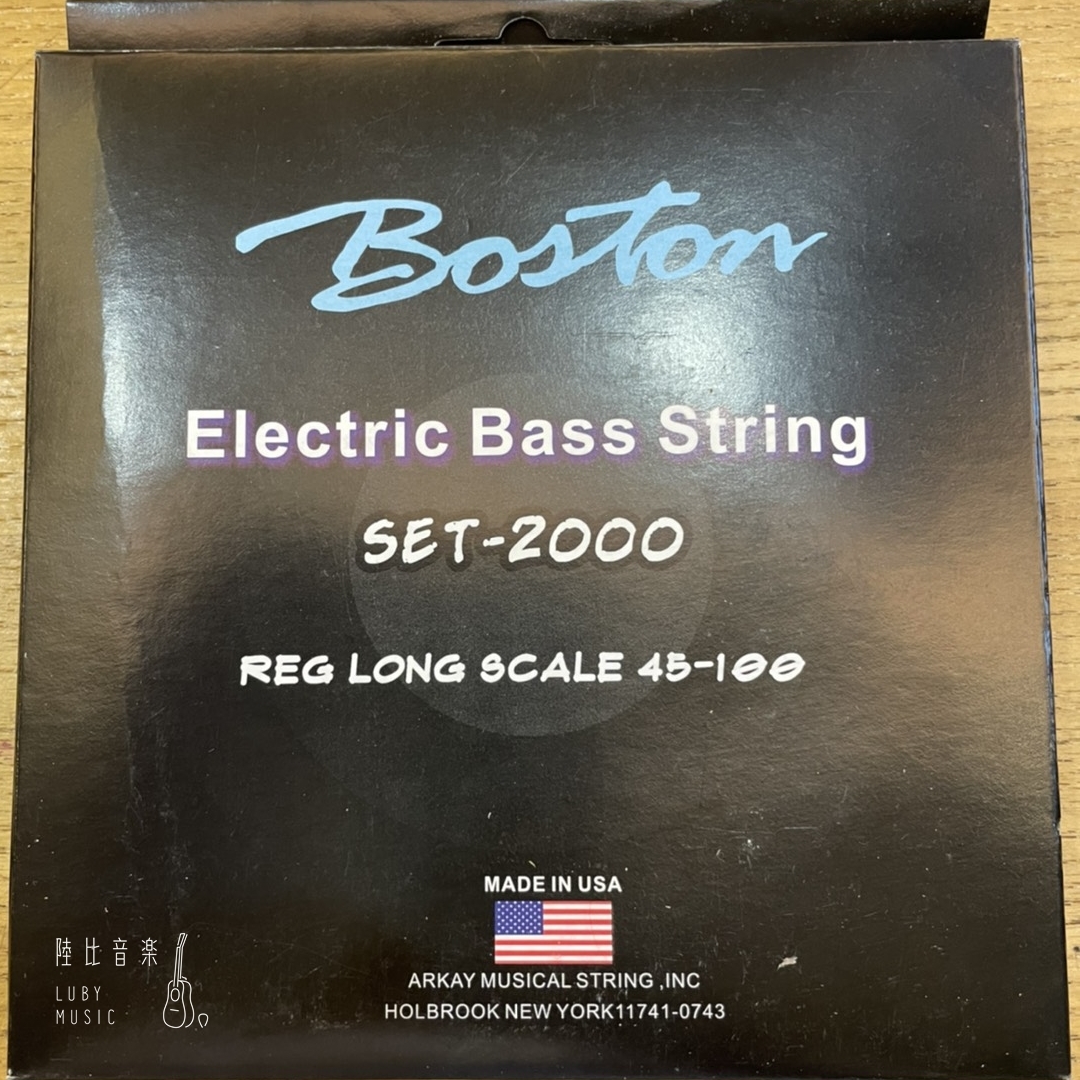 Boston
Electric Bass String
SET-2000
REG LONG SCALE 45-100
MADE IN USA
ARKAY MUSICAL STRING ,INC
HOLBROOK NEW YORK11741-0743
陸比音楽
LUBY
MUSIC